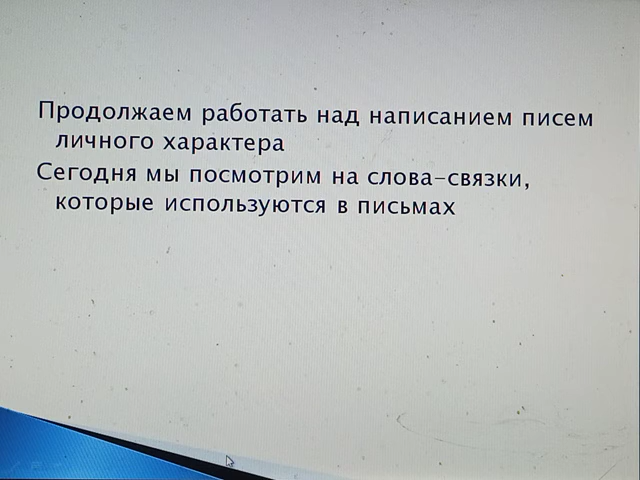 Продолжаем работать над написанием писем
личного характера
Сегодня мы посмотрим на слова-связки,
которые используются в письмах